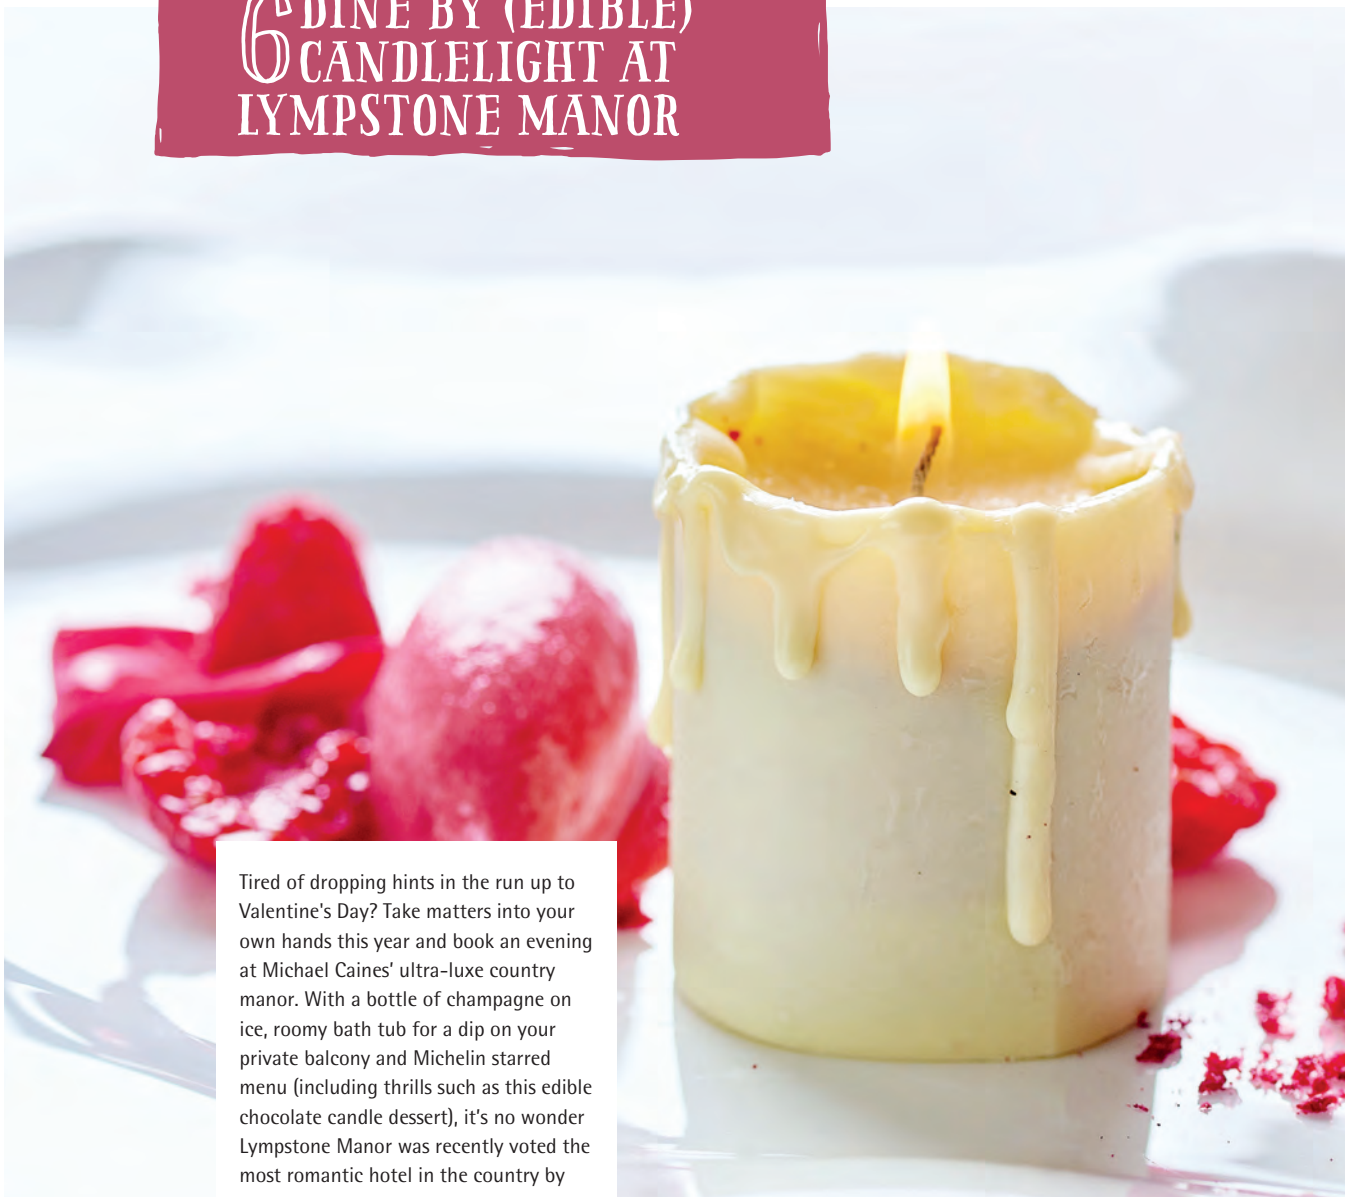 6 DINE BY (EDIBLE)
CANDLELIGHT AT
LYMPSTONE MANOR
Tired of dropping hints in the run up to
Valentine's Day? Take matters into your
own hands this year and book an evening
at Michael Caines’ ultra-luxe country
manor. With a bottle of champagne on
ice, roomy bath tub for a dip on your
private balcony and Michelin starred
menu (including thrills such as this edible
chocolate candle dessert), it’s no wonder
Lympstone Manor was recently voted the
most romantic hotel in the country by